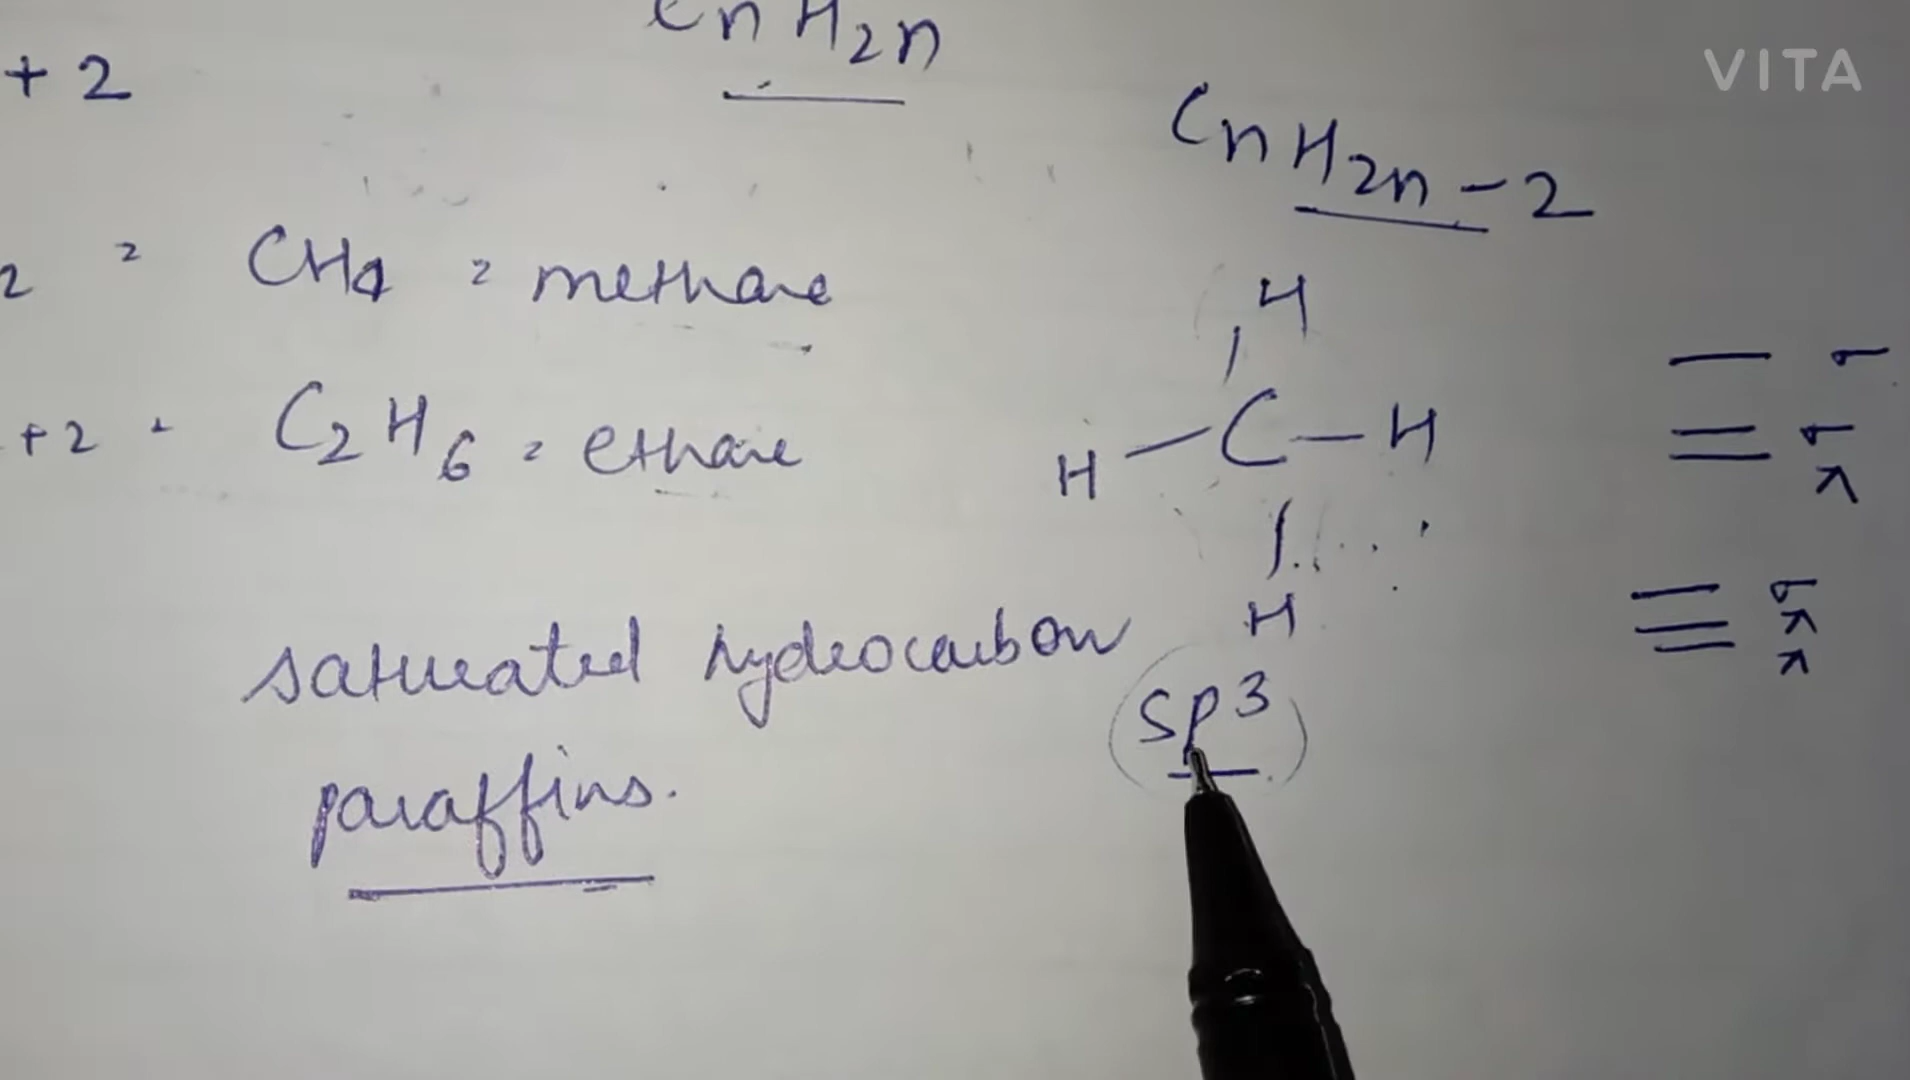 CnH2n
+ 2
VITA
CnH2n-2
2 = CH4 = methane
+2 = C2H6 = ethane
H
H - C - H
H
σ
σ
π
σ
π
π
saturated hydrocarbon
sp3
paraffins.